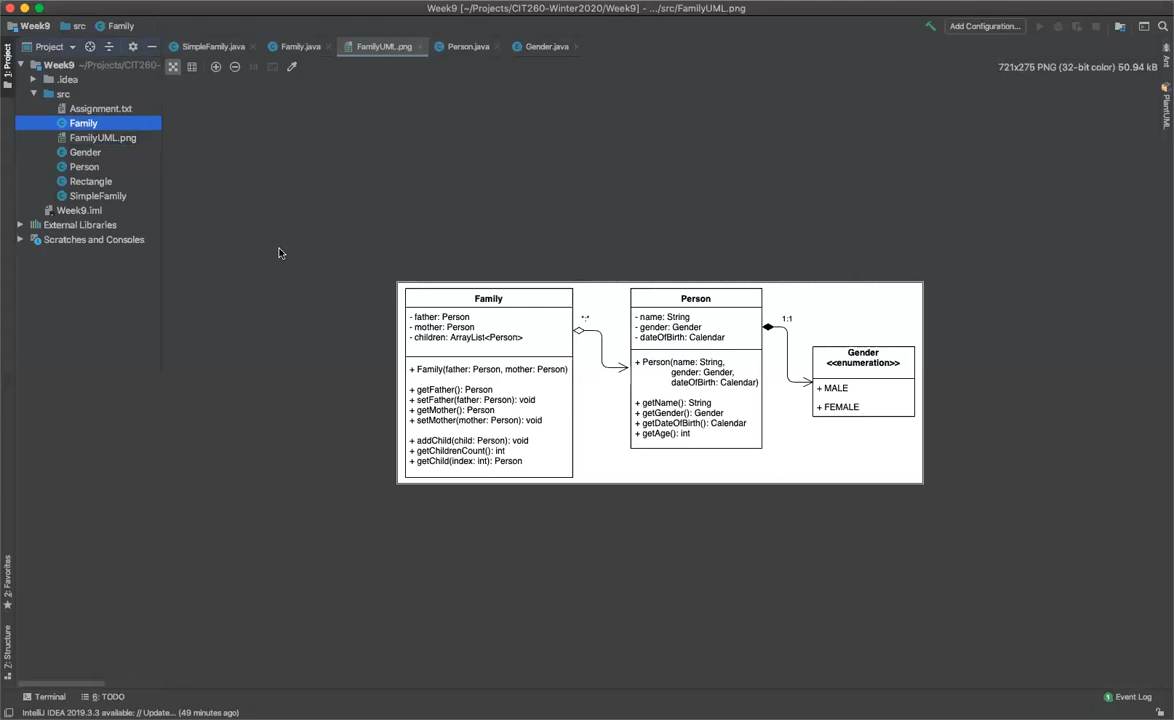 Week9 [~/Projects/CIT260-Winter2020/Week9] - .../src/FamilyUML.png
Week9
src
Family
Add Configuration...
Project
SimpleFamily.java
Family.java
FamilyUML.png
Person.java
Gender.java
1: Project
Week9 ~/Projects/CIT260-
.idea
src
Assignment.txt
Family
FamilyUML.png
Gender
Person
Rectangle
SimpleFamily
Week9.iml
External Libraries
Scratches and Consoles
1:1
721x275 PNG (32-bit color) 50.94 kB
Ant
PlantUML
Family
- father: Person
- mother: Person
- children: ArrayList<Person>
+ Family(father: Person, mother: Person)
+ getFather(): Person
+ setFather(father: Person): void
+ getMother(): Person
+ setMother(mother: Person): void
+ addChild(child: Person): void
+ getChildrenCount(): int
+ getChild(index: int): Person
*:*
Person
- name: String
- gender: Gender
- dateOfBirth: Calendar
+ Person(name: String,
gender: Gender,
dateOfBirth: Calendar)
+ getName(): String
+ getGender(): Gender
+ getDateOfBirth(): Calendar
+ getAge(): int
1:1
Gender
<<enumeration>>
+ MALE
+ FEMALE
2: Favorites
Z: Structure
Terminal
6: TODO
1 Event Log
IntelliJ IDEA 2019.3.3 available: // Update... (49 minutes ago)